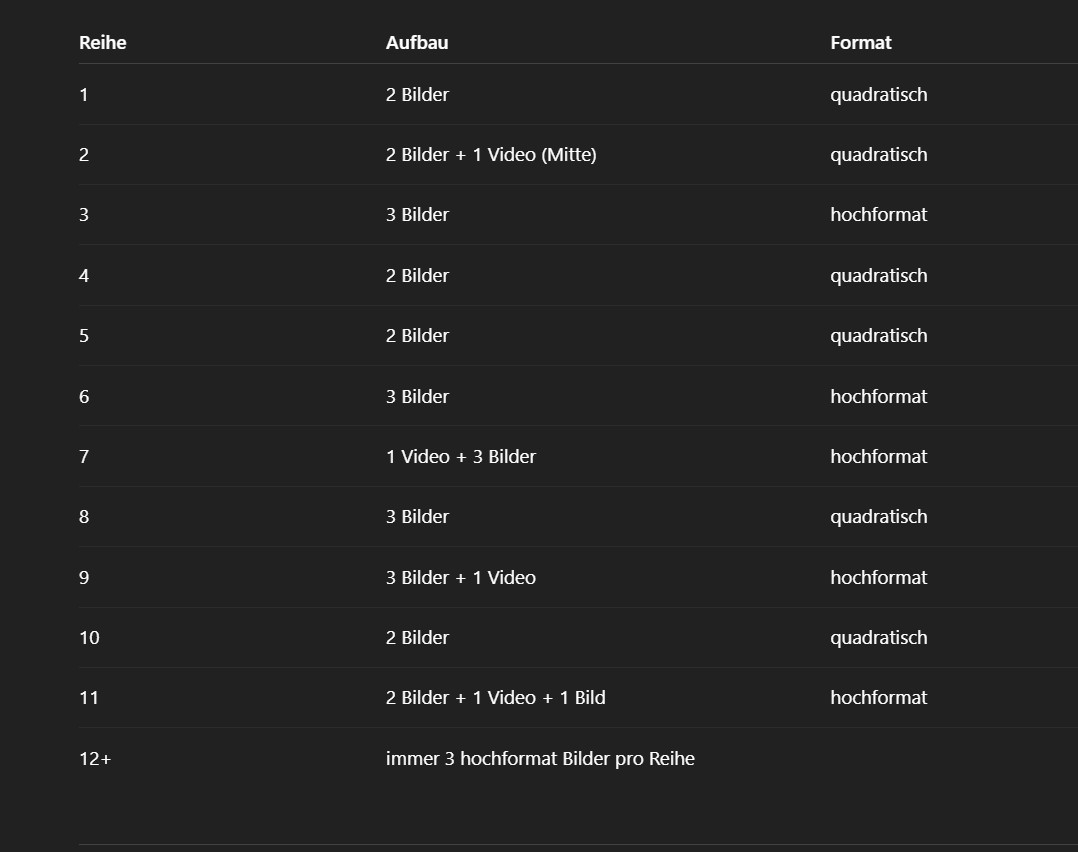 Reihe Aufbau Format
1 2 Bilder quadratisch
2 2 Bilder + 1 Video (Mitte) quadratisch
3 3 Bilder hochformat
4 2 Bilder quadratisch
5 2 Bilder quadratisch
6 3 Bilder hochformat
7 1 Video + 3 Bilder hochformat
8 3 Bilder quadratisch
9 3 Bilder + 1 Video hochformat
10 2 Bilder quadratisch
11 2 Bilder + 1 Video + 1 Bild hochformat
12+ immer 3 hochformat Bilder pro Reihe